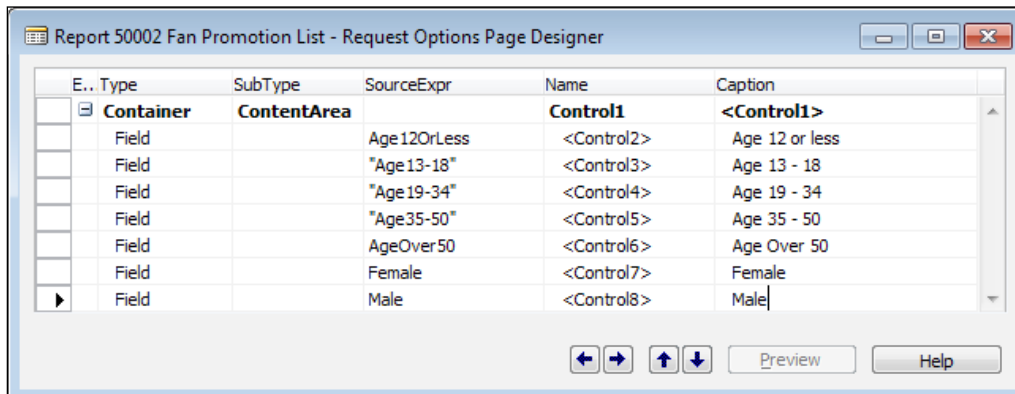 Report 50002 Fan Promotion List - Request Options Page Designer
E.. Type SubType SourceExpr Name Caption
Container ContentArea Control1 <Control1>
Field Age12OrLess <Control2> Age 12 or less
Field "Age13-18" <Control3> Age 13 - 18
Field "Age19-34" <Control4> Age 19 - 34
Field "Age35-50" <Control5> Age 35 - 50
Field AgeOver50 <Control6> Age Over 50
Field Female <Control7> Female
Field Male <Control8> Male
Preview Help